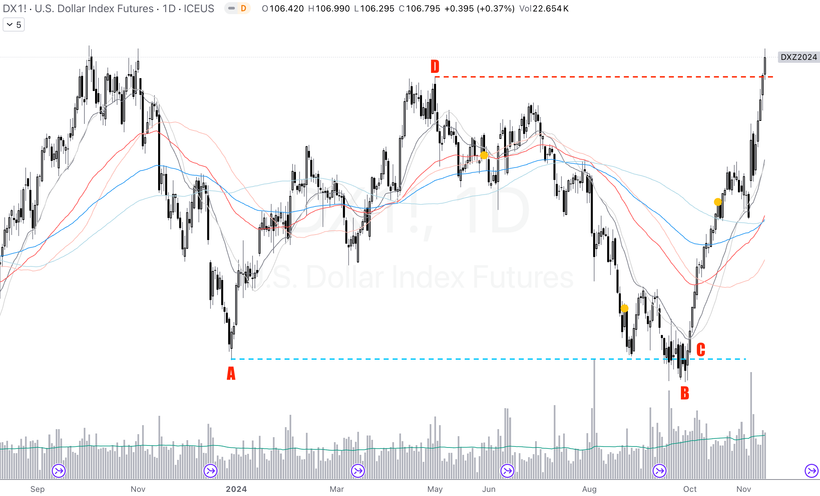 DX1! · U.S. Dollar Index Futures · 1D · ICEUS D O106.420 H106.990 L106.295 C106.795 +0.395 (+0.37%) Vol22.654K
5
DXZ2024
D
DX1!, 1D
U.S. Dollar Index Futures
A
C
B
Sep Nov 2024 Mar May Jun Aug Oct Nov